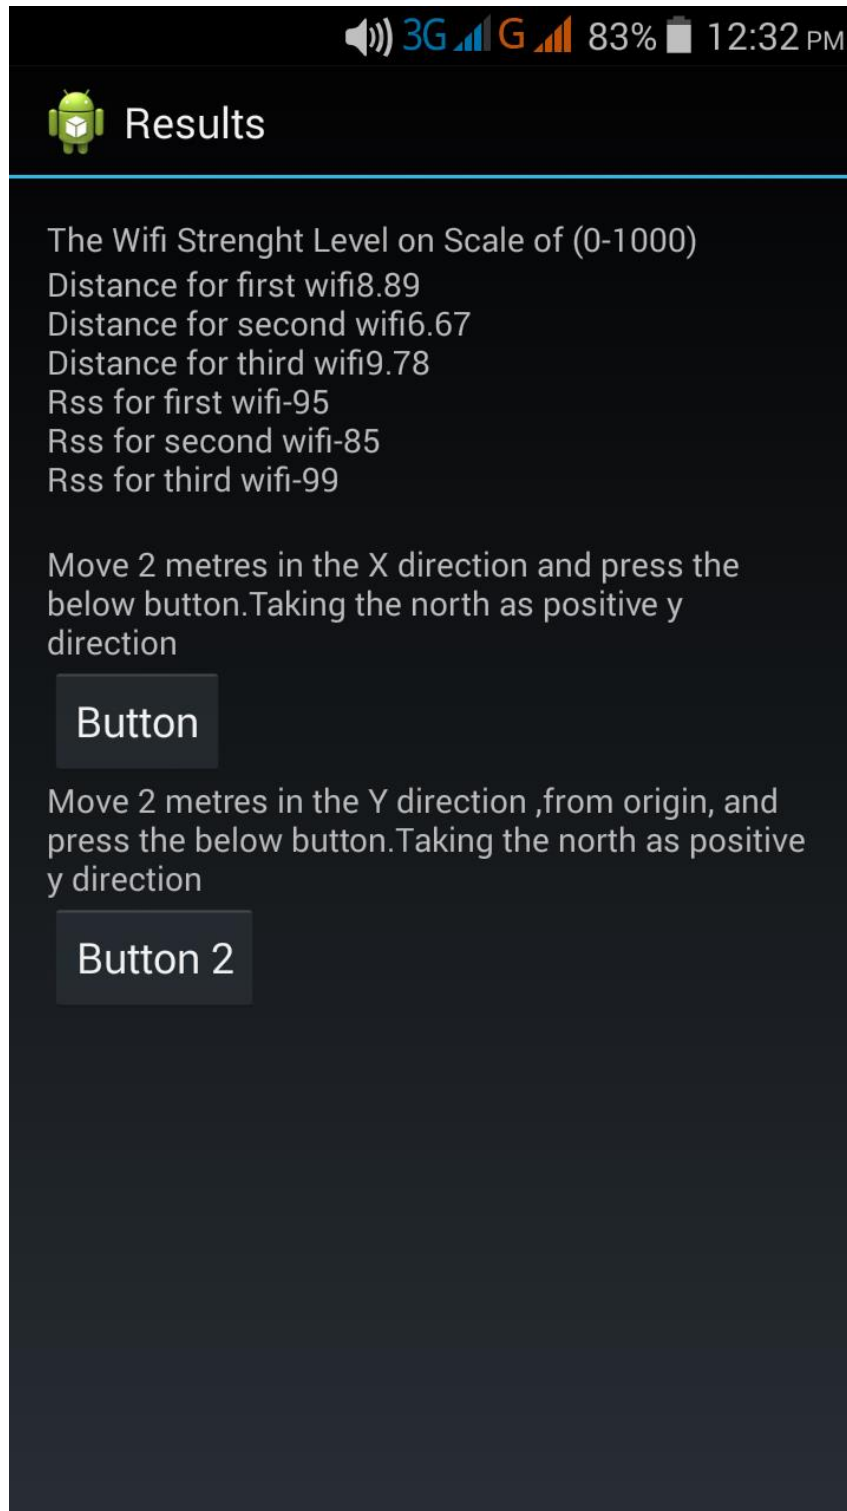 3G G 83% 12:32 PM
Results
The Wifi Strenght Level on Scale of (0-1000)
Distance for first wifi8.89
Distance for second wifi6.67
Distance for third wifi9.78
Rss for first wifi-95
Rss for second wifi-85
Rss for third wifi-99
Move 2 metres in the X direction and press the
below button.Taking the north as positive y
direction
Button
Move 2 metres in the Y direction ,from origin, and
press the below button.Taking the north as positive
y direction
Button 2